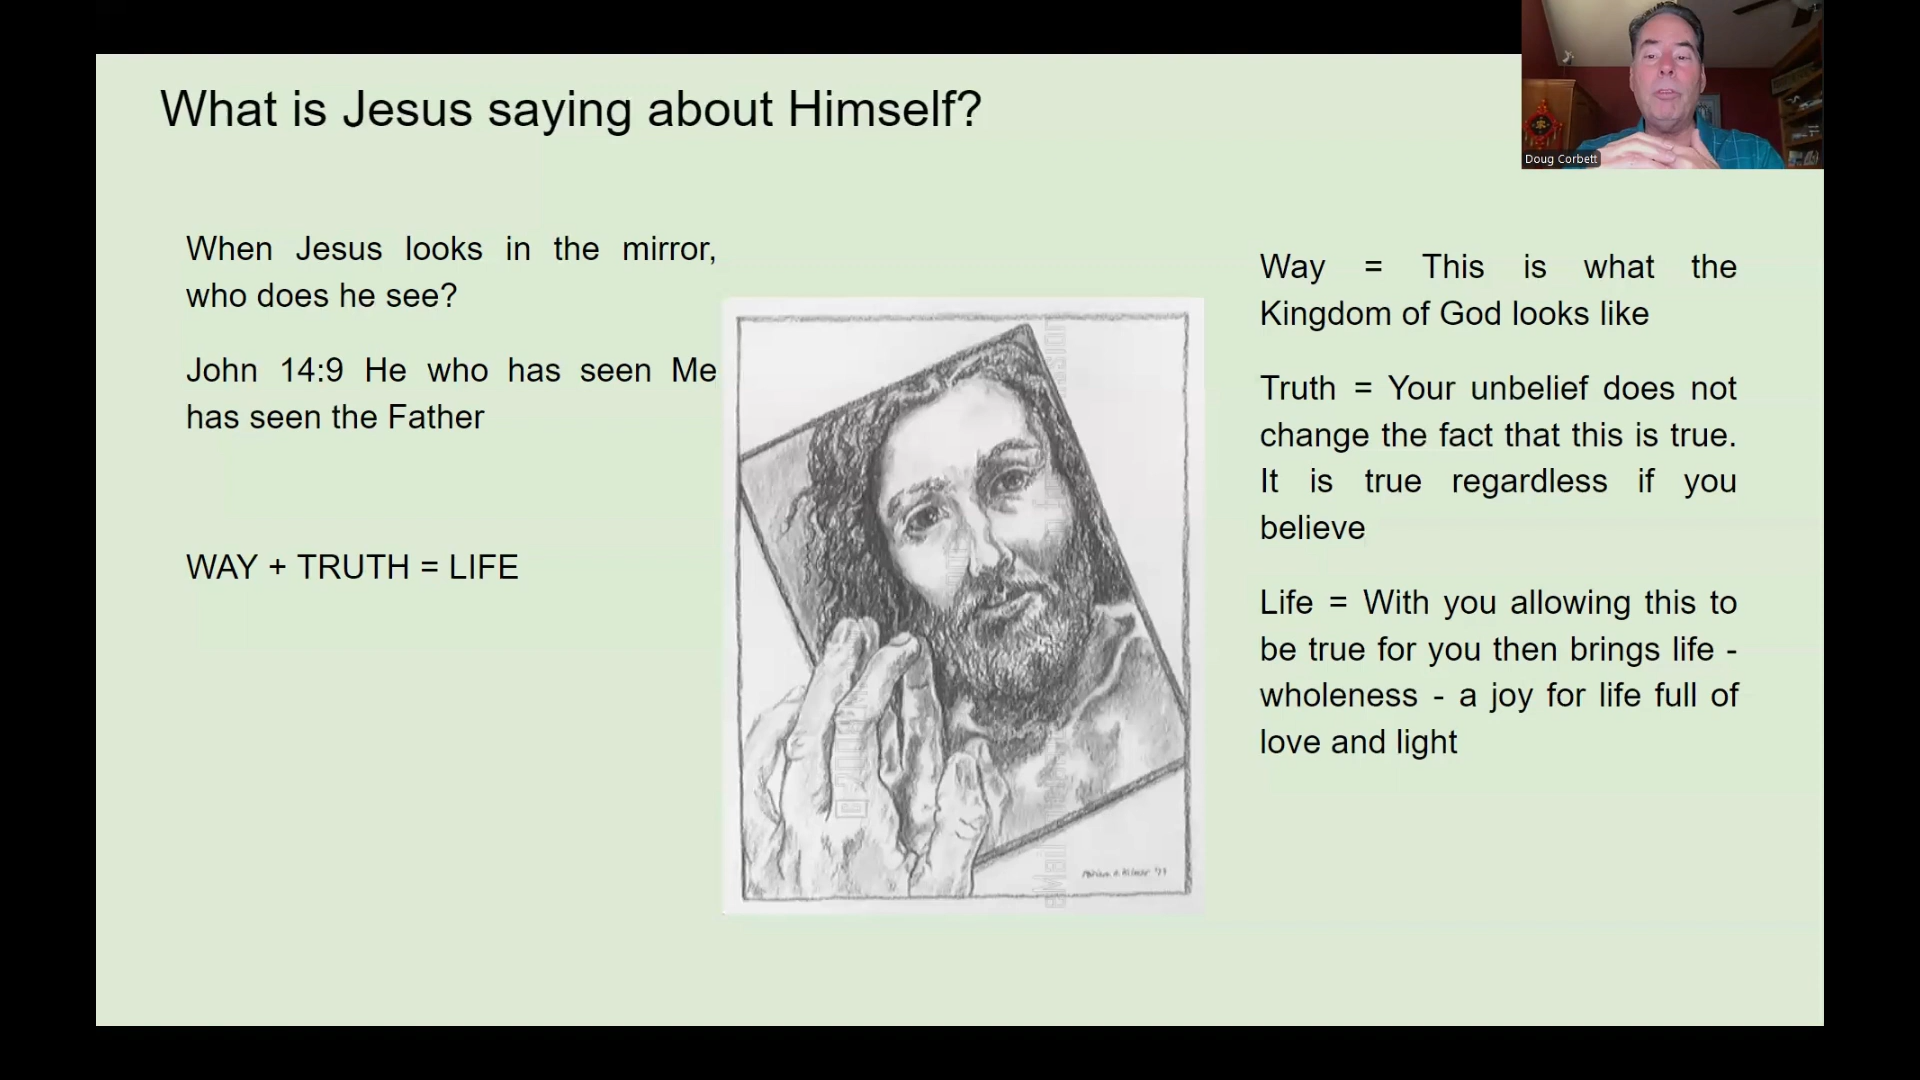 What is Jesus saying about Himself?
Doug Corbett
When Jesus looks in the mirror,
who does he see?
John 14:9 He who has seen Me
has seen the Father
WAY + TRUTH = LIFE
Way = This is what the
Kingdom of God looks like
Truth = Your unbelief does not
change the fact that this is true.
It is true regardless if you
believe
Life = With you allowing this to
be true for you then brings life -
wholeness - a joy for life full of
love and light